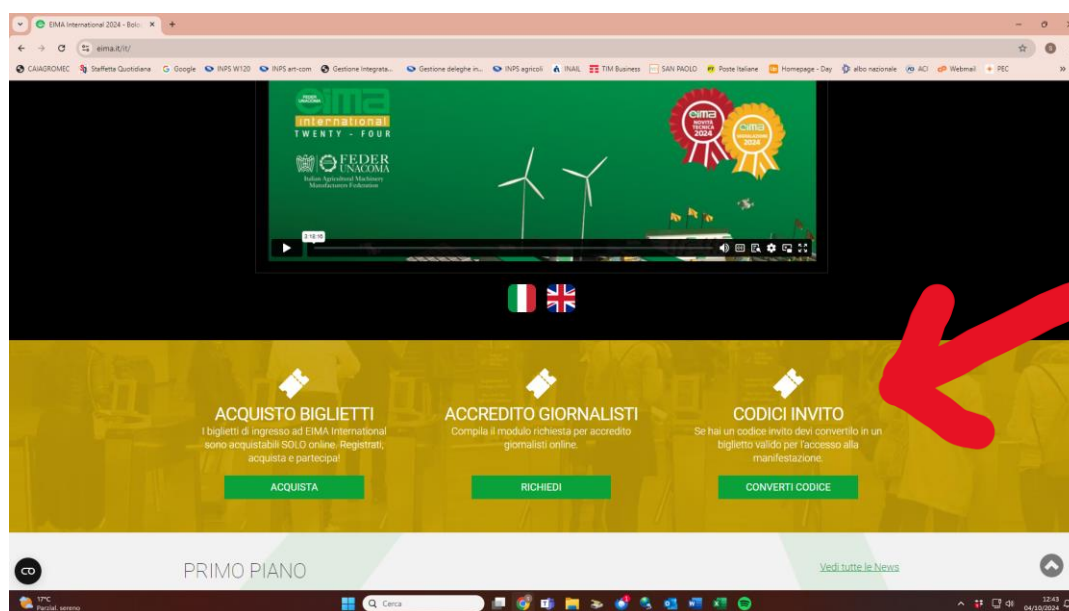 EIMA International 2024 - Bolo
eima.it/it/
CAIAGROMEC Staffetta Quotidiana Google INPS W120 INPS art-com Gestione Integrata... Gestione deleghe in... INPS agricoli INAIL TIM Business SAN PAOLO Poste Italiane Homepage - Day albo nazionale ACI Webmail PEC »
eima
international
TWENTY - FOUR
FEDER
UNACOMA
Italian Agricultural Machinery
Manufacturers Federation
eima
NOVITÀ
TECNICA
2024
eima
2024
CC
ACQUISTO BIGLIETTI
I biglietti di ingresso ad EIMA International
sono acquistabili SOLO online. Registrati,
acquista e partecipa!
ACQUISTA
ACCREDITO GIORNALISTI
Compila il modulo richiesta per accredito
giornalisti online.
RICHIEDI
CODICI INVITO
Se hai un codice invito devi convertilo in un
biglietto valido per l'accesso alla
manifestazione.
CONVERTI CODICE
PRIMO PIANO
Vedi tutte le News
17°C
Parzial. sereno
Cerca
12:43
04/10/2024